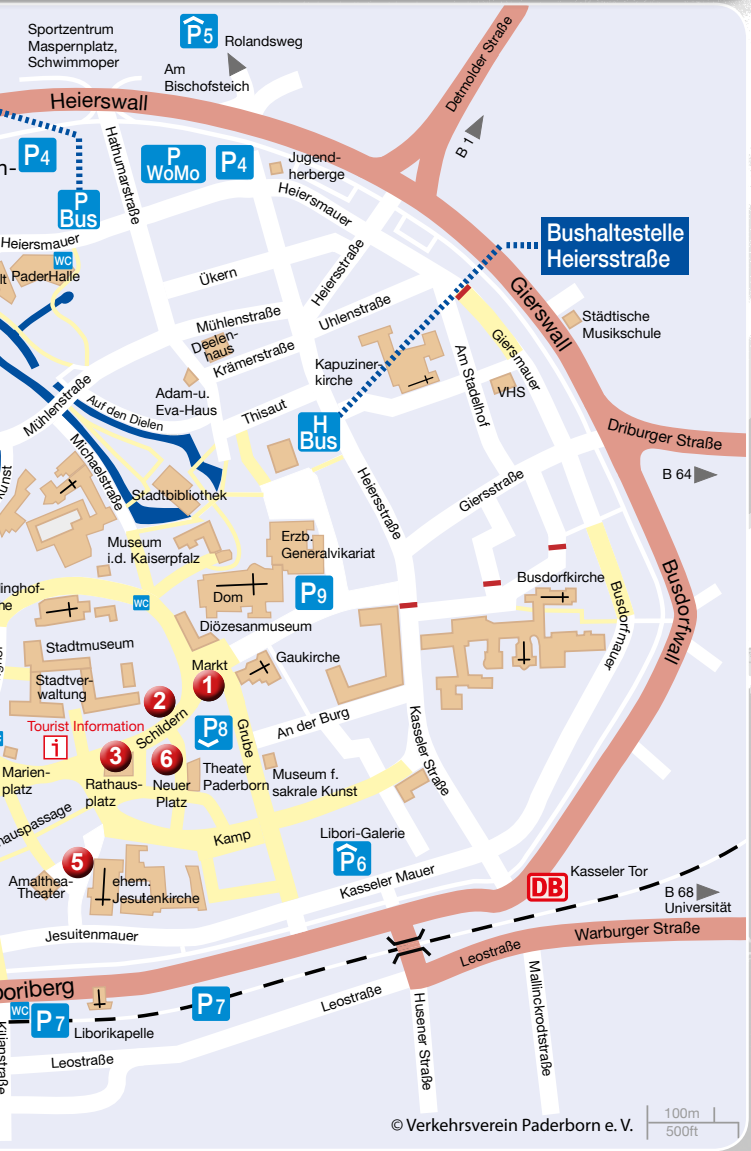 Sportzentrum
Maspernplatz,
Schwimmoper
P5
Rolandsweg
Am
Bischofsteich
Detmolder Straße
B 1
Heierswall
Hathumarstraße
P4
P
WoMo
P4
Jugend-
herberge
Heiersmauer
P
Bus
Heiersmauer
WC
PaderHalle
Bushaltestelle
Heiersstraße
Gierswall
Städtische
Musikschule
Ükern
Heiersstraße
Mühlenstraße
Uhlenstraße
Deelen-
haus
Krämerstraße
Kapuziner-
kirche
Am Stadelhof
Giersmauer
VHS
Adam-u.
Eva-Haus
Mühlenstraße
Auf den Dielen
Thisaut
H
Bus
Driburger Straße
B 64
Michaelstraße
Stadtbibliothek
Heiersstraße
Giersstraße
Museum
i.d. Kaiserpfalz
Erzb.
Generalvikariat
Dom
P9
Busdorfkirche
Busdorfmauer
Busdorfwall
WC
Diözesanmuseum
Stadtmuseum
Markt
Gaukirche
Stadtver-
waltung
1
2
Tourist Information
i
Schildern
P8
Grube
An der Burg
Kasseler Straße
3
6
Marien-
platz
Rathaus-
platz
Neuer
Platz
Theater
Paderborn
Museum f.
sakrale Kunst
Kamp
Libori-Galerie
P6
5
Amalthea-
Theater
ehem.
Jesutenkirche
Kasseler Mauer
DB
Kasseler Tor
B 68
Universität
Jesuitenmauer
Leostraße
Warburger Straße
WC
P7
P7
Liborikapelle
Leostraße
Leostraße
Husener Straße
Mallinckrodtstraße
© Verkehrsverein Paderborn e. V.
100m
500ft